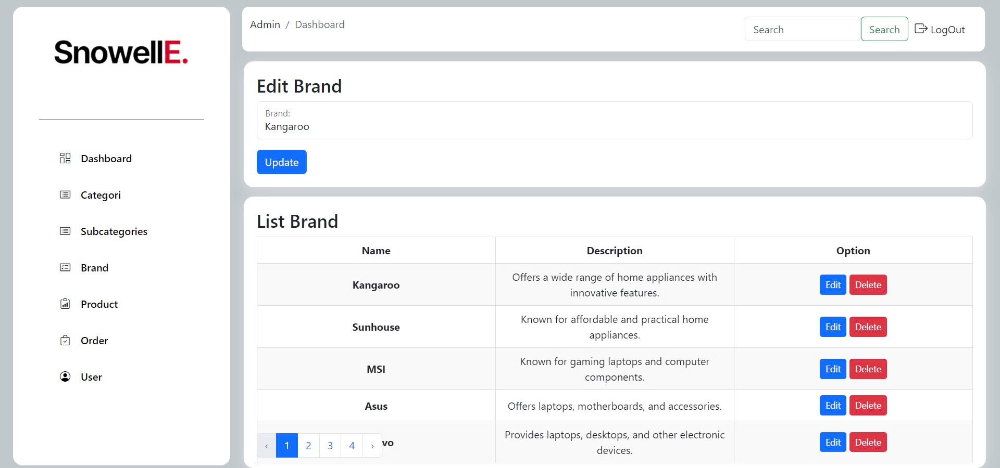 SnowellE.
Dashboard
Categori
Subcategories
Brand
Product
Order
User
Admin / Dashboard
Search
Search
LogOut
Edit Brand
Brand:
Kangaroo
Update
List Brand
Name Description Option
Kangaroo
Offers a wide range of home appliances with
innovative features.
Edit Delete
Sunhouse
Known for affordable and practical home
appliances.
Edit Delete
MSI
Known for gaming laptops and computer
components.
Edit Delete
Asus
Offers laptops, motherboards, and accessories.
Edit Delete
vo
Provides laptops, desktops, and other electronic
devices.
Edit Delete
‹ 1 2 3 4 ›